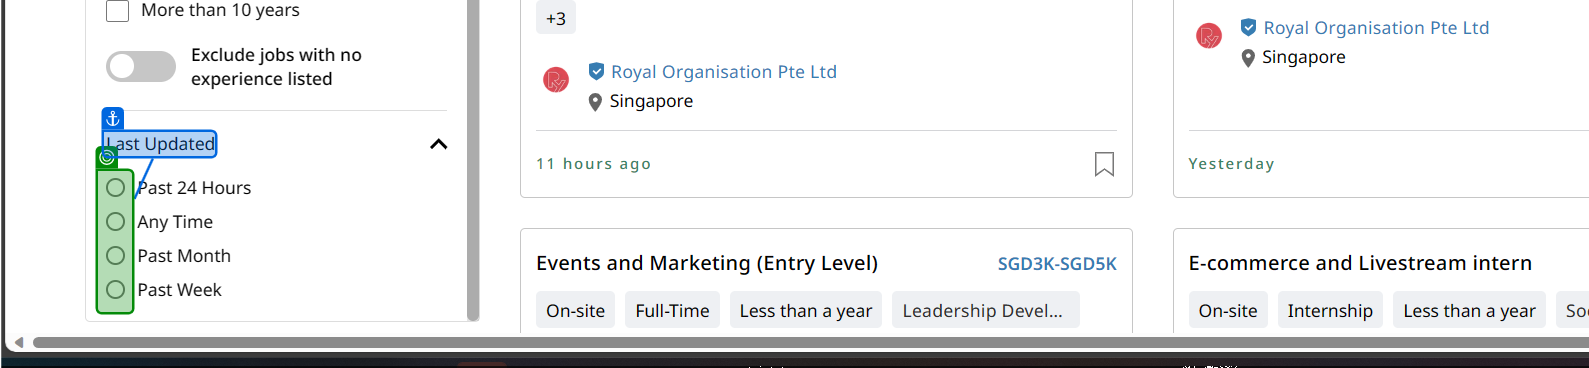 More than 10 years
Exclude jobs with no
experience listed
Last Updated
Past 24 Hours
Any Time
Past Month
Past Week
+3
Royal Organisation Pte Ltd
Singapore
11 hours ago
Events and Marketing (Entry Level)
SGD3K-SGD5K
On-site Full-Time Less than a year Leadership Devel...
Royal Organisation Pte Ltd
Singapore
Yesterday
E-commerce and Livestream intern
On-site Internship Less than a year